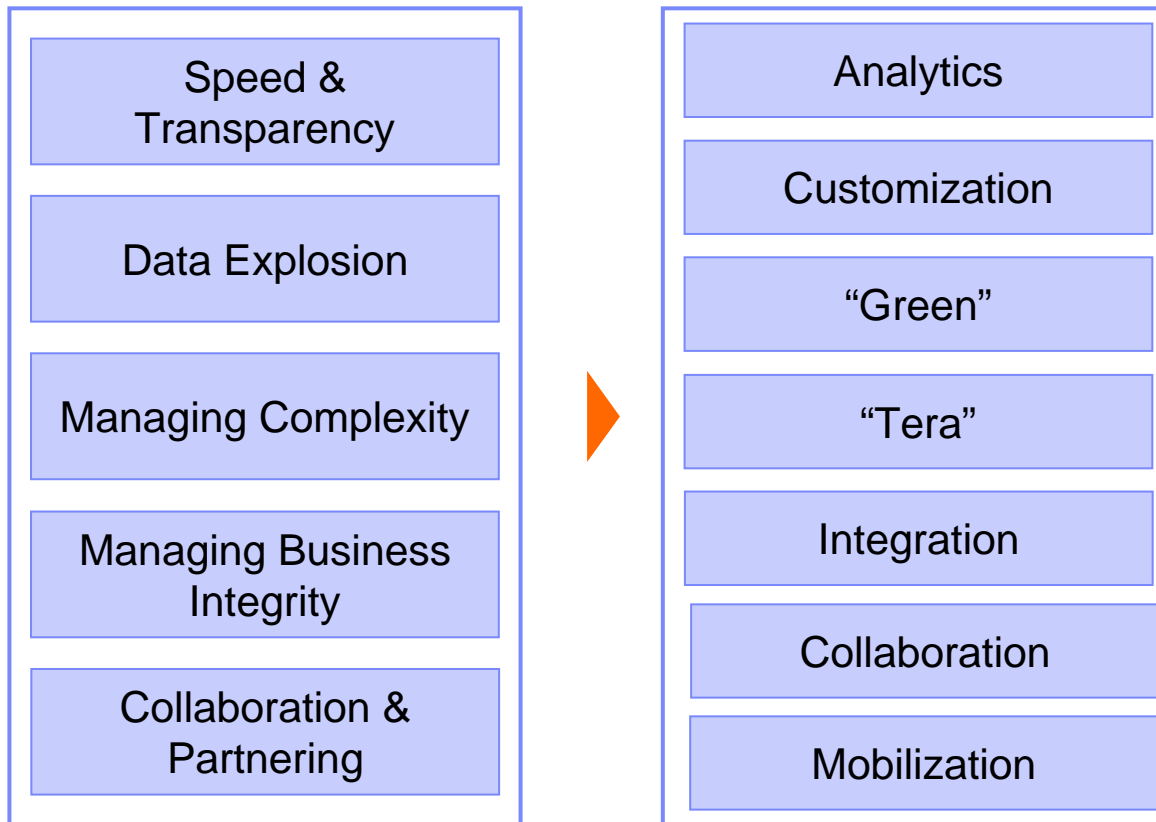 Speed &
Transparency
Data Explosion
Managing Complexity
Managing Business
Integrity
Collaboration &
Partnering
Analytics
Customization
“Green”
“Tera”
Integration
Collaboration
Mobilization